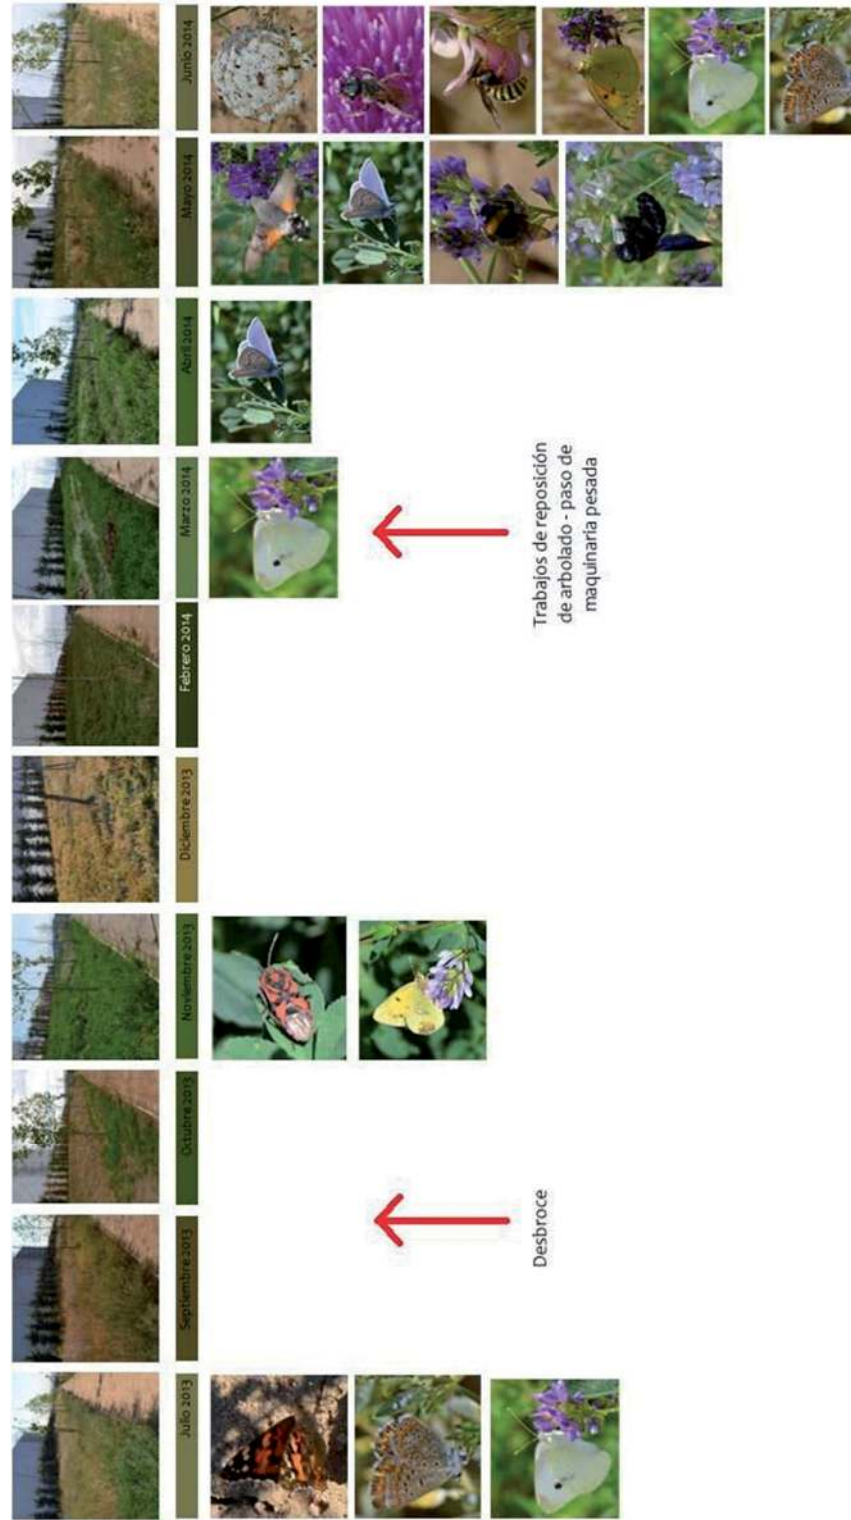 Julio 2013
Septiembre 2013
Octubre 2013
Noviembre 2013
Diciembre 2013
Febrero 2014
Marzo 2014
Abril 2014
Mayo 2014
Junio 2014
Desbroce
Trabajos de reposición
de arbolado - paso de
maquinaria pesada